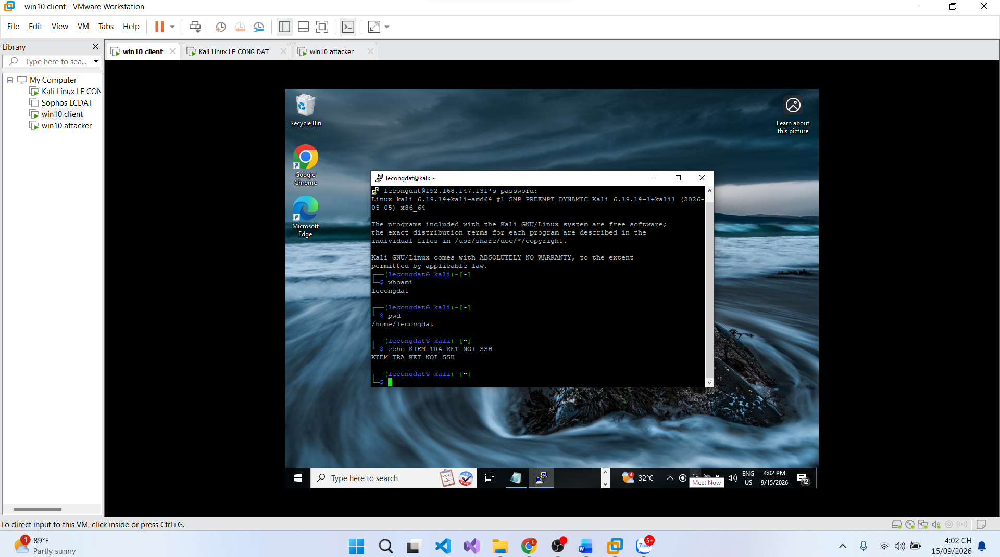 win10 client - VMware Workstation
File Edit View VM Tabs Help
Library
Type here to sea...
My Computer
Kali Linux LE CON
Sophos LCDAT
win10 client
win10 attacker
win10 client
Kali Linux LE CONG DAT
win10 attacker
Recycle Bin
Learn about
this picture
Google
Chrome
Microsoft
Edge
lecongdat@kali: ~
lecongdat@192.168.147.131's password:
Linux kali 6.19.14+kali-amd64 #1 SMP PREEMPT_DYNAMIC Kali 6.19.14-1+kali1 (2026-
05-05) x86_64
The programs included with the Kali GNU/Linux system are free software;
the exact distribution terms for each program are described in the
individual files in /usr/share/doc/*/copyright.
Kali GNU/Linux comes with ABSOLUTELY NO WARRANTY, to the extent
permitted by applicable law.
┌──(lecongdat㉿kali)-[~]
└─$ whoami
lecongdat
┌──(lecongdat㉿kali)-[~]
└─$ pwd
/home/lecongdat
┌──(lecongdat㉿kali)-[~]
└─$ echo KIEM_TRA_KET_NOI_SSH
KIEM_TRA_KET_NOI_SSH
┌──(lecongdat㉿kali)-[~]
└─$
Type here to search
4
32°C
Meet Now
ENG
US
4:02 PM
9/15/2026
12
To direct input to this VM, click inside or press Ctrl+G.
1
89°F
Partly sunny
Đ
W
Zalo
5+
4:02 CH
15/09/2026